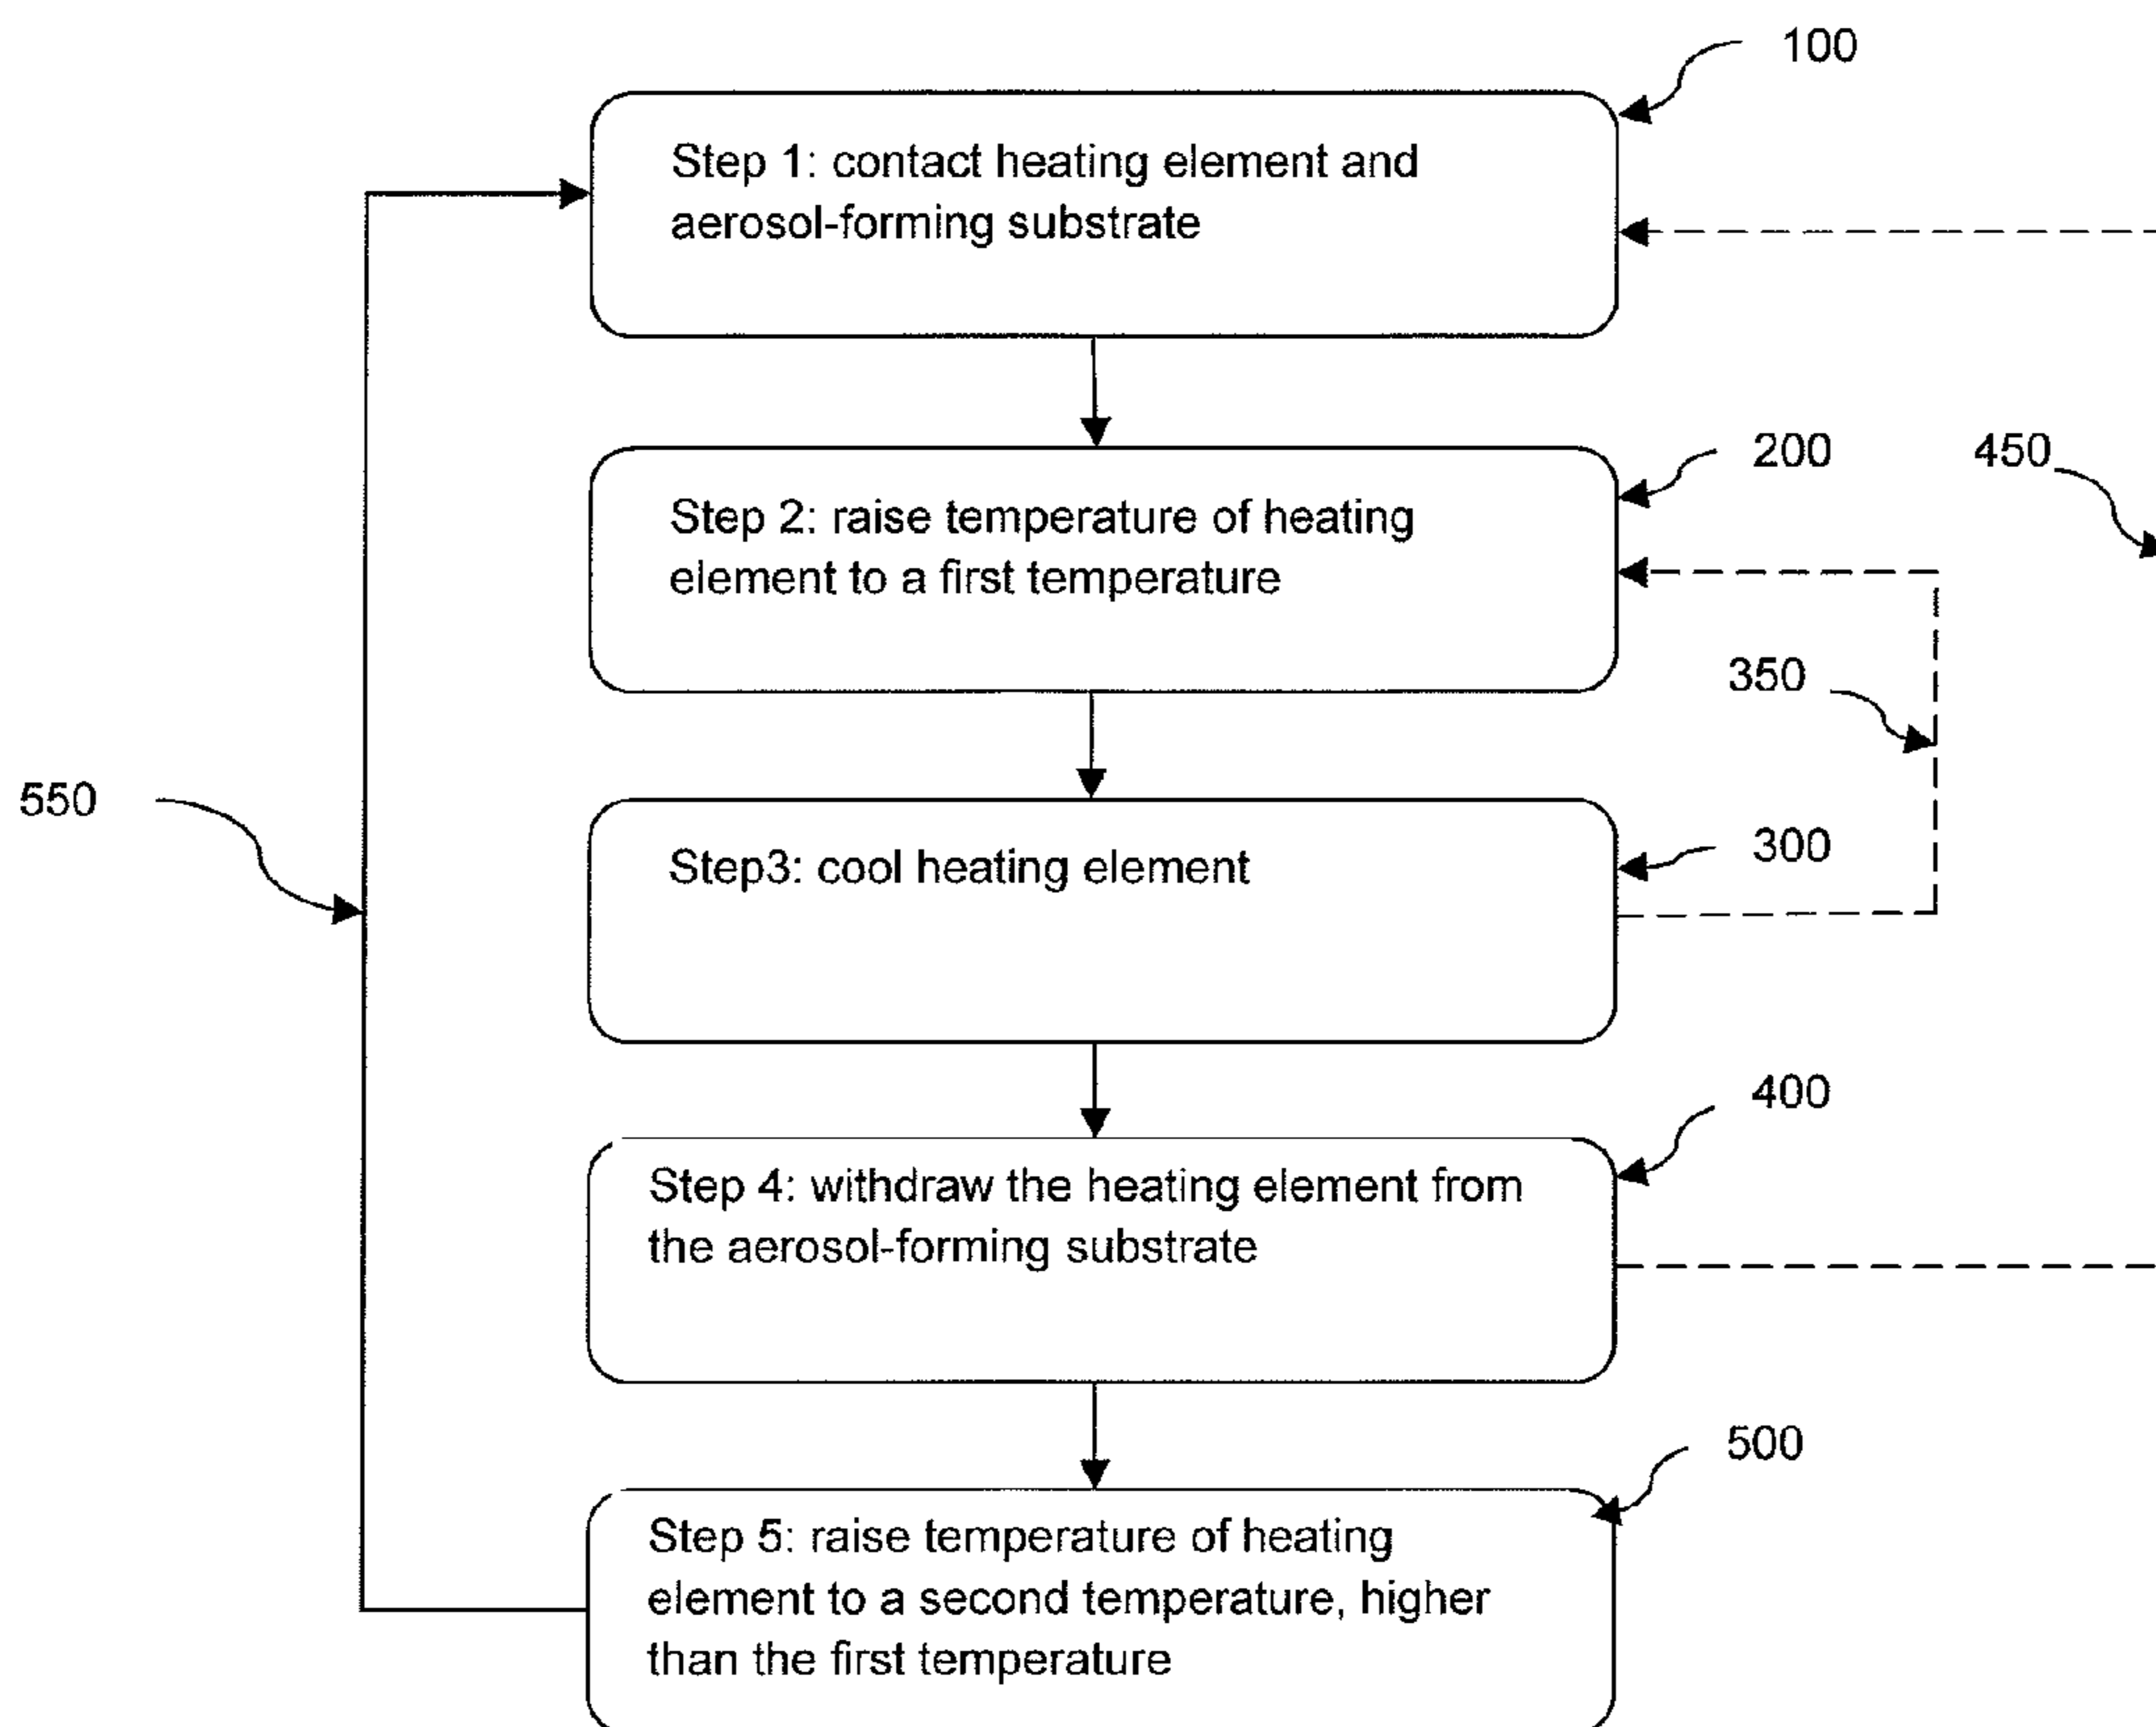 100
Step 1: contact heating element and
aerosol-forming substrate
200
450
Step 2: raise temperature of heating
element to a first temperature
350
550
300
Step3: cool heating element
400
Step 4: withdraw the heating element from
the aerosol-forming substrate
500
Step 5: raise temperature of heating
element to a second temperature, higher
than the first temperature